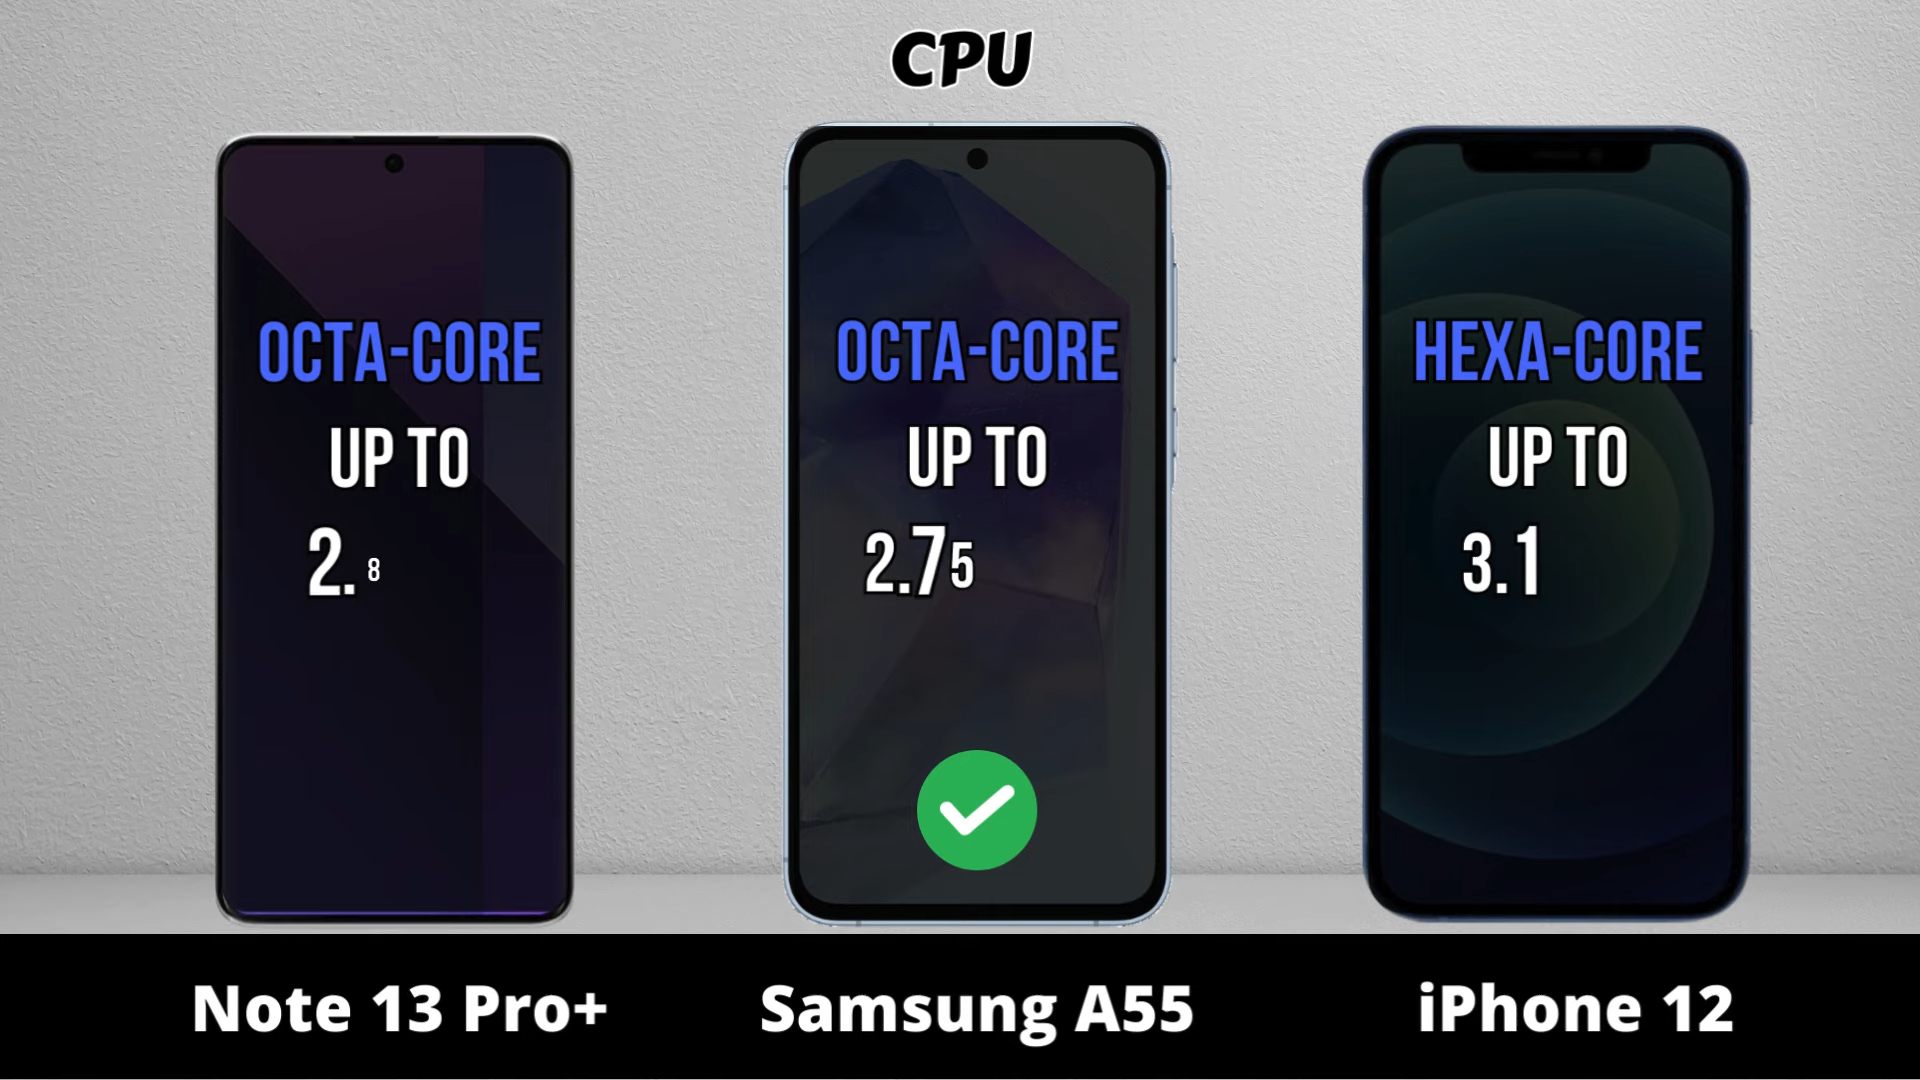 CPU
OCTA-CORE
UP TO
2. 8
OCTA-CORE
UP TO
2.75
HEXA-CORE
UP TO
3.1
Note 13 Pro+
Samsung A55
iPhone 12